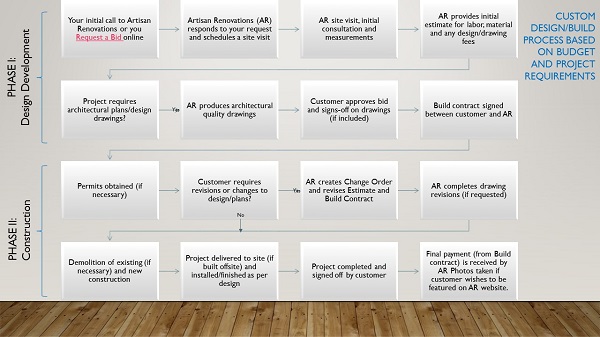 CUSTOM
DESIGN/BUILD
PROCESS BASED
ON BUDGET
AND PROJECT
REQUIREMENTS
PHASE I:
Design Development
Your initial call to Artisan
Renovations or you
Request a Bid online
Artisan Renovations (AR)
responds to your request
and schedules a site visit
AR site visit, initial
consultation and
measurements
AR provides initial
estimate for labor, material
and any design/drawing
fees
Project requires
architectural plans/design
drawings?
Yes
AR produces architectural
quality drawings
Customer approves bid
and signs-off on drawings
(if included)
Build contract signed
between customer and AR
PHASE II:
Construction
Permits obtained (if
necessary)
Customer requires
revisions or changes to
design/plans?
Yes
AR creates Change Order
and revises Estimate and
Build Contract
AR completes drawing
revisions (if requested)
No
Demolition of existing (if
necessary) and new
construction
Project delivered to site (if
built offsite) and
installed/finished as per
design
Project completed and
signed off by customer
Final payment (from Build
contract) is received by
AR Photos taken if
customer wishes to be
featured on AR website.